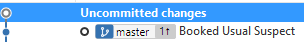 Uncommitted changes
master 1↑ Booked Usual Suspect